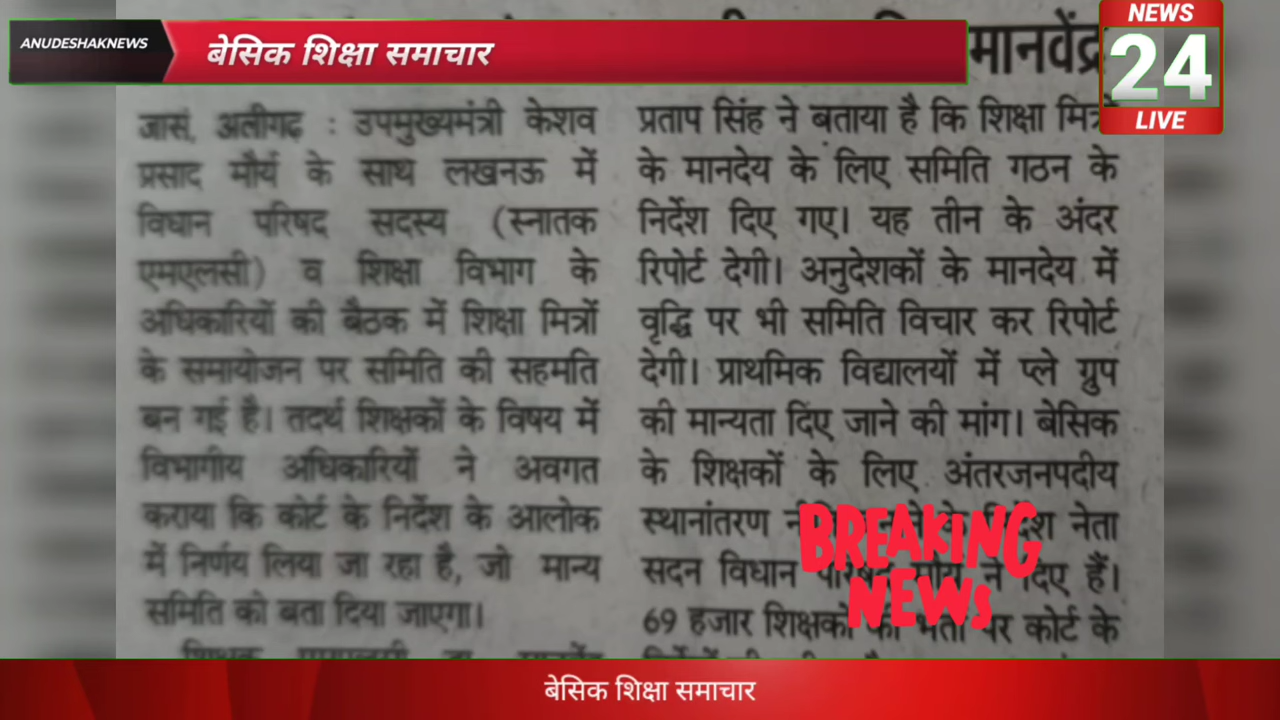 NEWS
24
LIVE
ANUDESHAKNEWS
बेसिक शिक्षा समाचार
मानवेंद्र
जासं, अलीगढ़ : उपमुख्यमंत्री केशव
प्रसाद मौर्य के साथ लखनऊ में
विधान परिषद सदस्य (स्नातक
एमएलसी) व शिक्षा विभाग के
अधिकारियों की बैठक में शिक्षा मित्रों
के समायोजन पर समिति की सहमति
बन गई है। तदर्थ शिक्षकों के विषय में
विभागीय अधिकारियों ने अवगत
कराया कि कोर्ट के निर्देश के आलोक
में निर्णय लिया जा रहा है, जो मान्य
समिति को बता दिया जाएगा।
प्रताप सिंह ने बताया है कि शिक्षा मित्रों
के मानदेय के लिए समिति गठन के
निर्देश दिए गए। यह तीन के अंदर
रिपोर्ट देगी। अनुदेशकों के मानदेय में
वृद्धि पर भी समिति विचार कर रिपोर्ट
देगी। प्राथमिक विद्यालयों में प्ले ग्रुप
की मान्यता दिए जाने की मांग। बेसिक
के शिक्षकों के लिए अंतरजनपदीय
स्थानांतरण नेता
सदन विधान ने दिए हैं।
69 हजार शिक्षकों की भर्ती पर कोर्ट के
BREAKING
NEWS
बेसिक शिक्षा समाचार